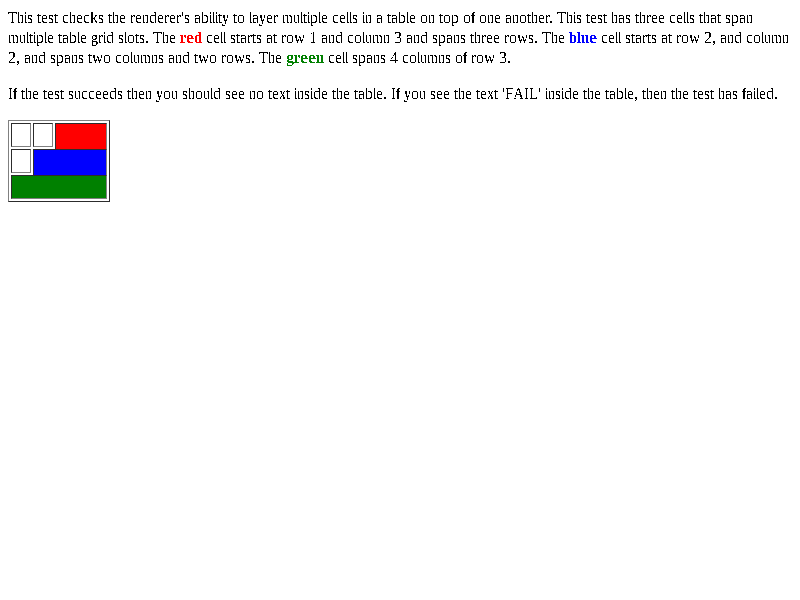 This test checks the renderer's ability to layer multiple cells in a table on top of one another. This test has three cells that span
multiple table grid slots. The red cell starts at row 1 and column 3 and spans three rows. The blue cell starts at row 2, and column
2, and spans two columns and two rows. The green cell spans 4 columns of row 3.
If the test succeeds then you should see no text inside the table. If you see the text 'FAIL' inside the table, then the test has failed.